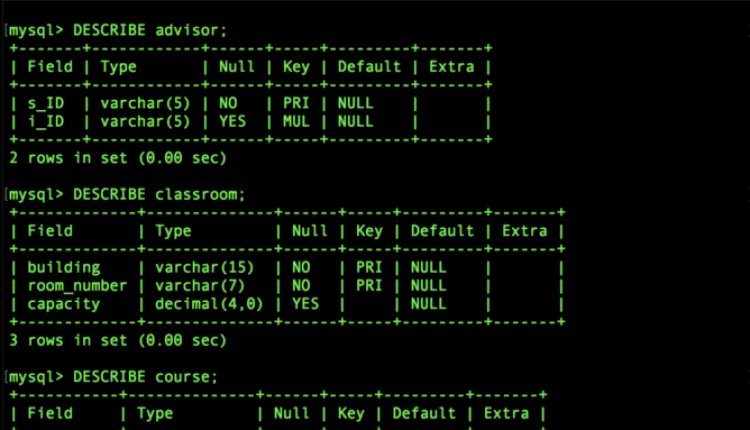 mysql> DESCRIBE advisor;
+-------+------------+------+-----+---------+-------+
| Field | Type       | Null | Key | Default | Extra |
+-------+------------+------+-----+---------+-------+
| s_ID  | varchar(5) | NO   | PRI | NULL    |       |
| i_ID  | varchar(5) | YES  | MUL | NULL    |       |
+-------+------------+------+-----+---------+-------+
2 rows in set (0.00 sec)
mysql> DESCRIBE classroom;
+-------------+--------------+------+-----+---------+-------+
| Field       | Type         | Null | Key | Default | Extra |
+-------------+--------------+------+-----+---------+-------+
| building    | varchar(15)  | NO   | PRI | NULL    |       |
| room_number | varchar(7)   | NO   | PRI | NULL    |       |
| capacity    | decimal(4,0) | YES  |     | NULL    |       |
+-------------+--------------+------+-----+---------+-------+
3 rows in set (0.00 sec)
mysql> DESCRIBE course;
+-----------+--------------+------+-----+---------+-------+
| Field     | Type         | Null | Key | Default | Extra |